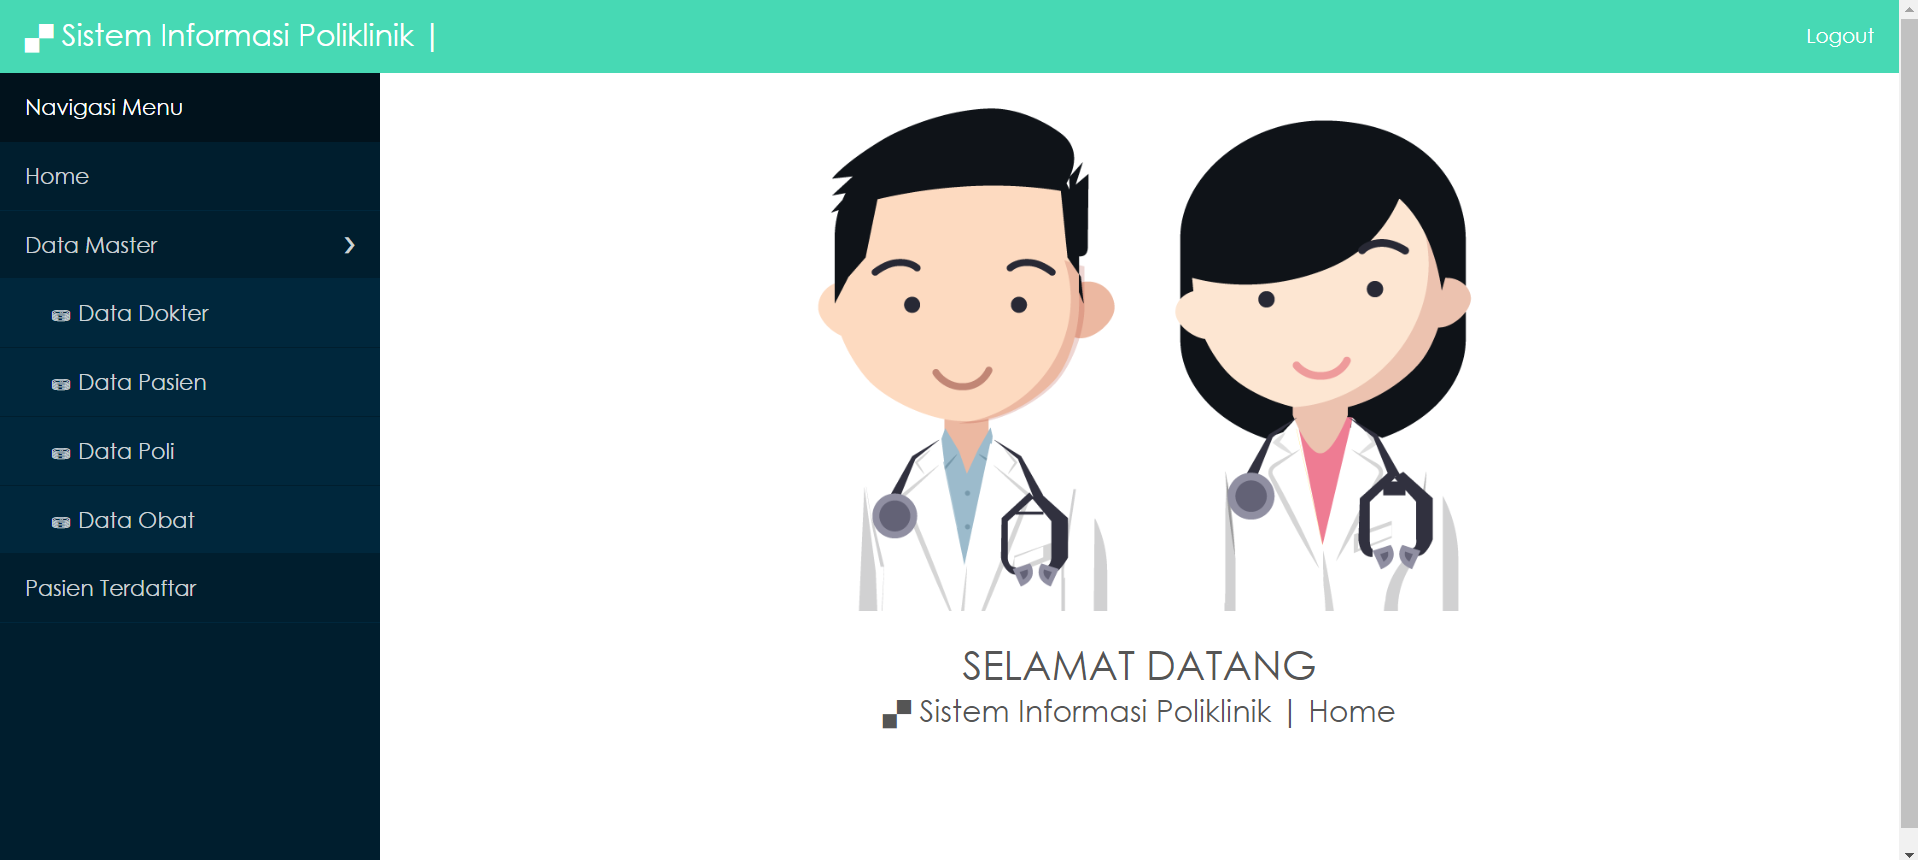 Sistem Informasi Poliklinik |
Logout
Navigasi Menu
Home
Data Master
Data Dokter
Data Pasien
Data Poli
Data Obat
Pasien Terdaftar
SELAMAT DATANG
Sistem Informasi Poliklinik | Home